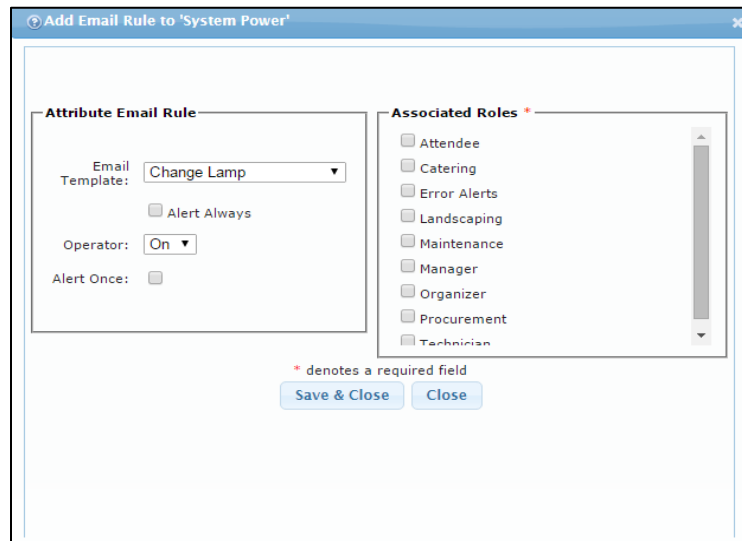 Add Email Rule to 'System Power'
Attribute Email Rule
Email Template: Change Lamp
Alert Always
Operator: On
Alert Once:
Associated Roles *
Attendee
Catering
Error Alerts
Landscaping
Maintenance
Manager
Organizer
Procurement
Technician
* denotes a required field
Save & Close Close